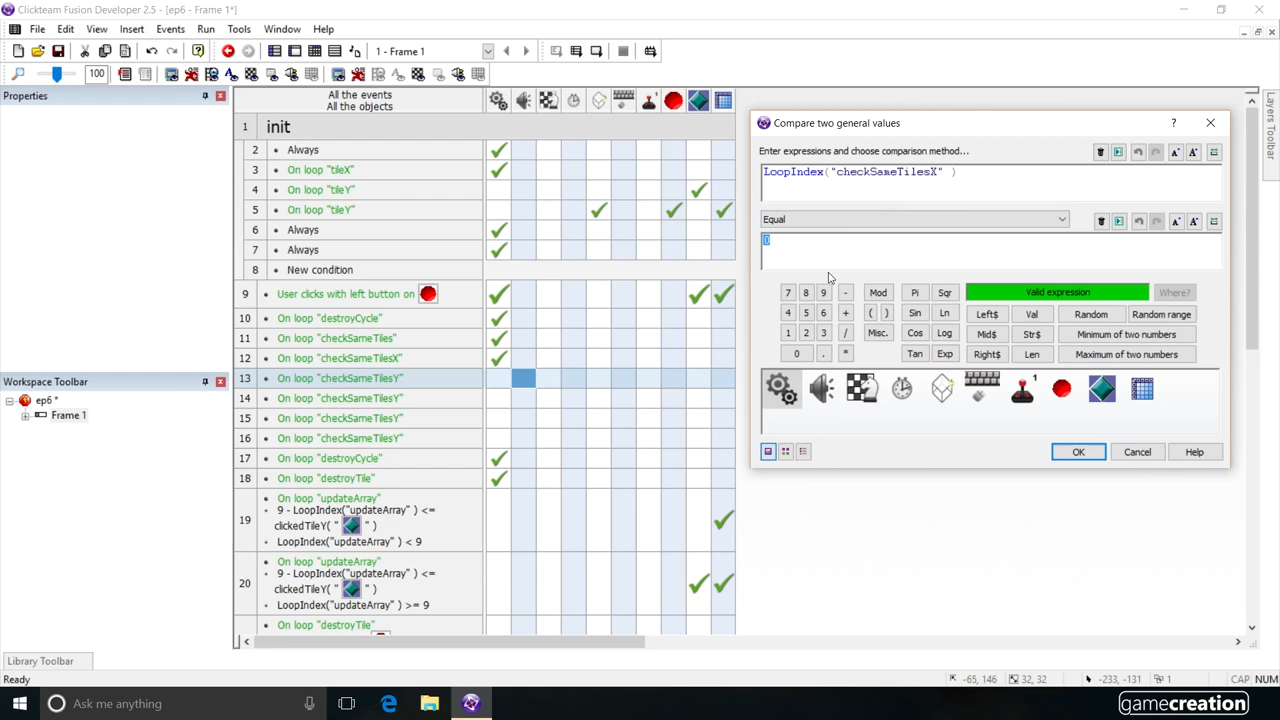 Clickteam Fusion Developer 2.5 - [ep6 - Frame 1*]
File Edit View Insert Run Events Run Tools Window Help
1 - Frame 1
100
Properties
All the events
All the objects
1 init
2 • Always
3 • On loop "tileX"
4 • On loop "tileY"
5 • On loop "tileY"
6 • Always
7 • Always
8 • New condition
9 • User clicks with left button on
10 • On loop "destroyCycle"
11 • On loop "checkSameTiles"
12 • On loop "checkSameTilesX"
13 • On loop "checkSameTilesY"
14 • On loop "checkSameTilesY"
15 • On loop "checkSameTilesY"
16 • On loop "checkSameTilesY"
17 • On loop "destroyCycle"
18 • On loop "destroyTile"
• On loop "updateArray"
19 • 9 - LoopIndex("updateArray" ) <=
clickedTileY( " " )
• LoopIndex("updateArray" ) < 9
• On loop "updateArray"
• 9 - LoopIndex("updateArray" ) <=
20 clickedTileY( " " )
• LoopIndex("updateArray" ) >= 9
• On loop "destroyTile"
Workspace Toolbar
ep6 *
Frame 1
Library Toolbar
Layers Toolbar
Compare two general values
?
Enter expressions and choose comparison method...
LoopIndex("checkSameTilesX" )
Equal
0
7 8 9 - Mod Pi Sqr Valid expression Where?
4 5 6 + ( ) Sin Ln Left$ Val Random Random range
1 2 3 / Misc. Cos Log Mid$ Str$ Minimum of two numbers
0 . * Tan Exp Right$ Len Maximum of two numbers
1
OK Cancel Help
Ready
-65, 146 32, 32 -233, -131 1 CAP NUM
Ask me anything
gamecreation